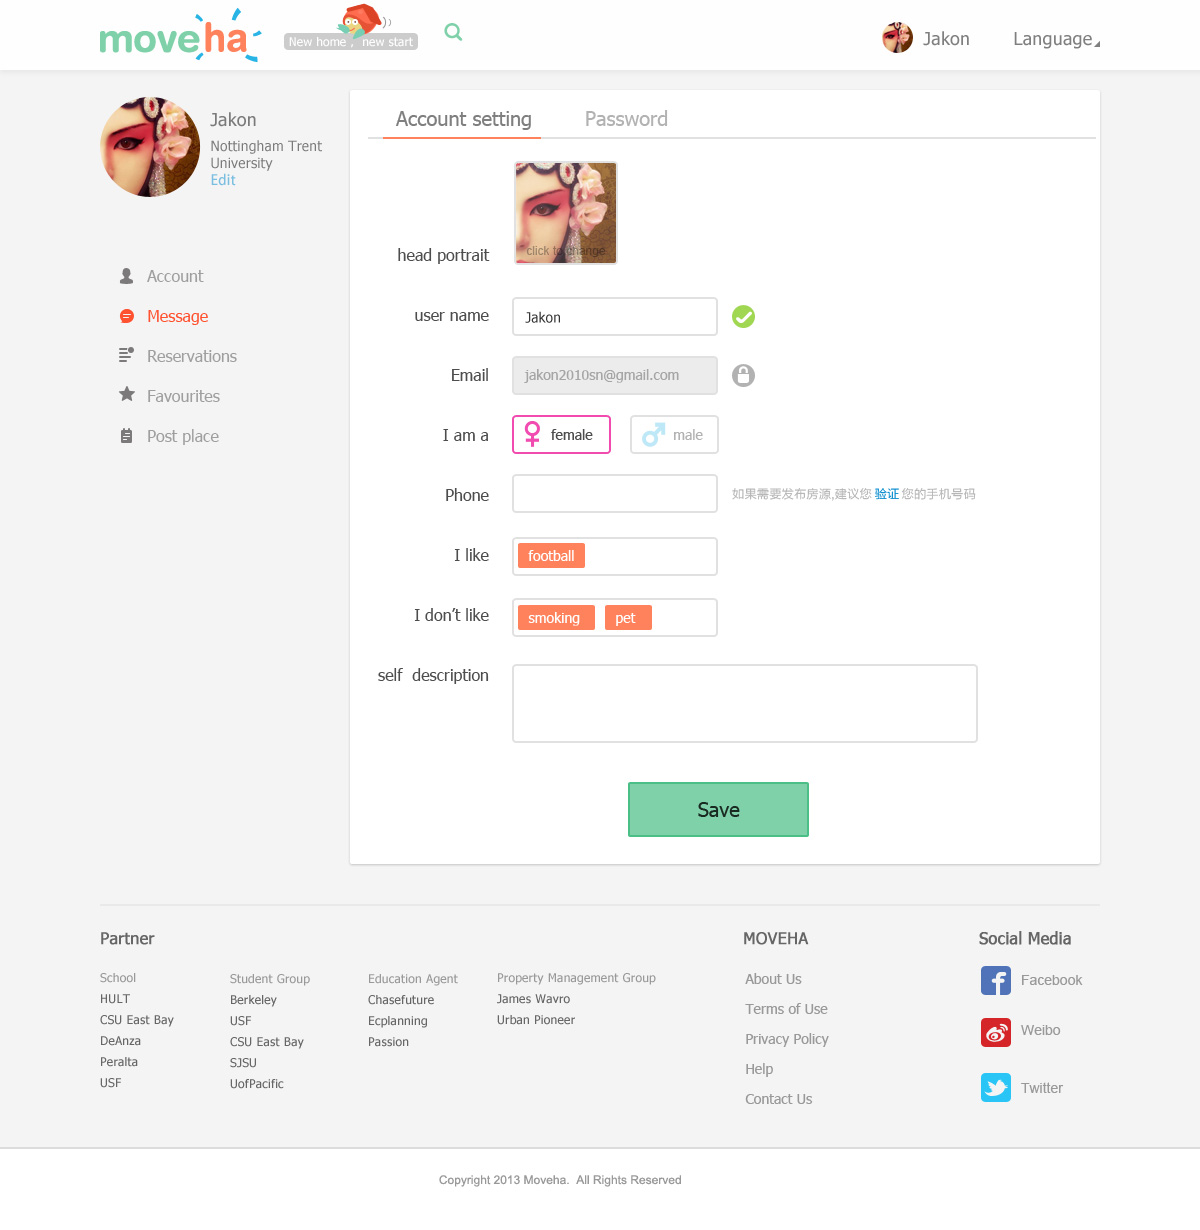 moveha
New home , new start
Jakon
Language
Jakon
Nottingham Trent
University
Edit
Account
Message
Reservations
Favourites
Post place
Account setting
Password
head portrait
click to change
user name
Jakon
Email
jakon2010sn@gmail.com
I am a
female
male
Phone
如果需要发布房源,建议您 验证 您的手机号码
I like
football
I don't like
smoking
pet
self description
Save
Partner
School
HULT
CSU East Bay
DeAnza
Peralta
USF
Student Group
Berkeley
USF
CSU East Bay
SJSU
UofPacific
Education Agent
Chasefuture
Ecplanning
Passion
Property Management Group
James Wavro
Urban Pioneer
MOVEHA
About Us
Terms of Use
Privacy Policy
Help
Contact Us
Social Media
Facebook
Weibo
Twitter
Copyright 2013 Moveha. All Rights Reserved